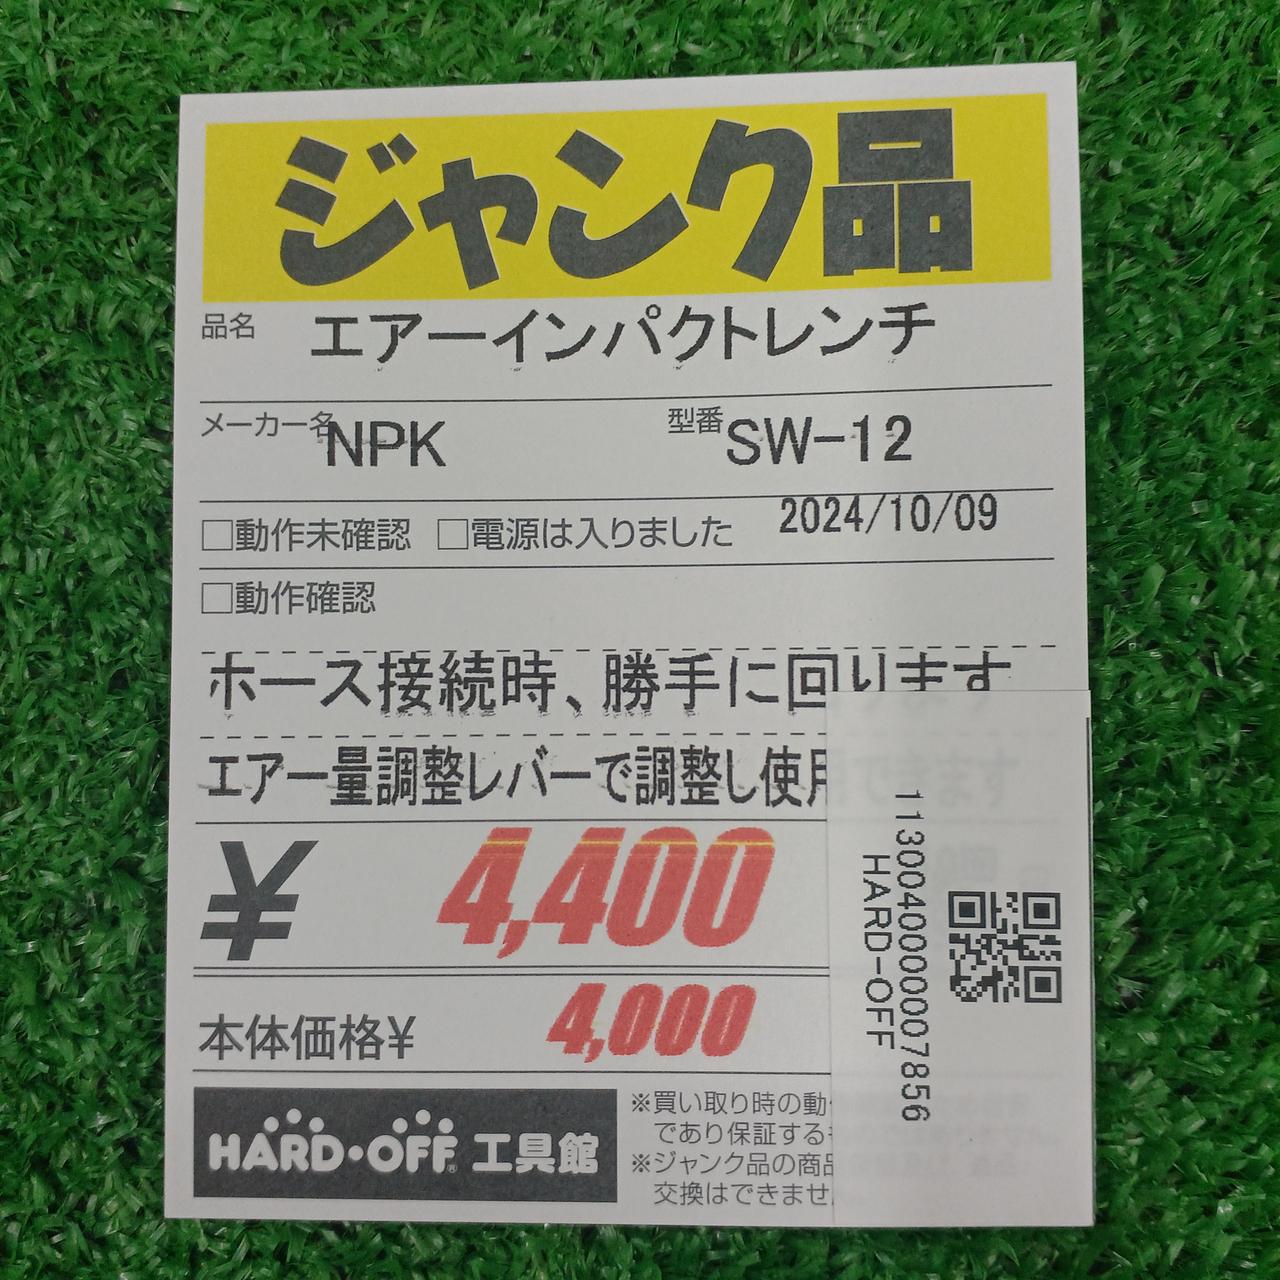 ジャンク品
品名 エアーインパクトレンチ
メーカー名 NPK 型番 SW-12
□動作未確認 □電源は入りました 2024/10/09
□動作確認
ホース接続時、勝手に回ります
エアー量調整レバーで調整し使用できます
¥ 4,400
本体価格¥ 4,000
HARD・OFF® 工具館
※買い取り時の動
であり保証する
※ジャンク品の商品
交換はできませ
1130040000007856
HARD-OFF